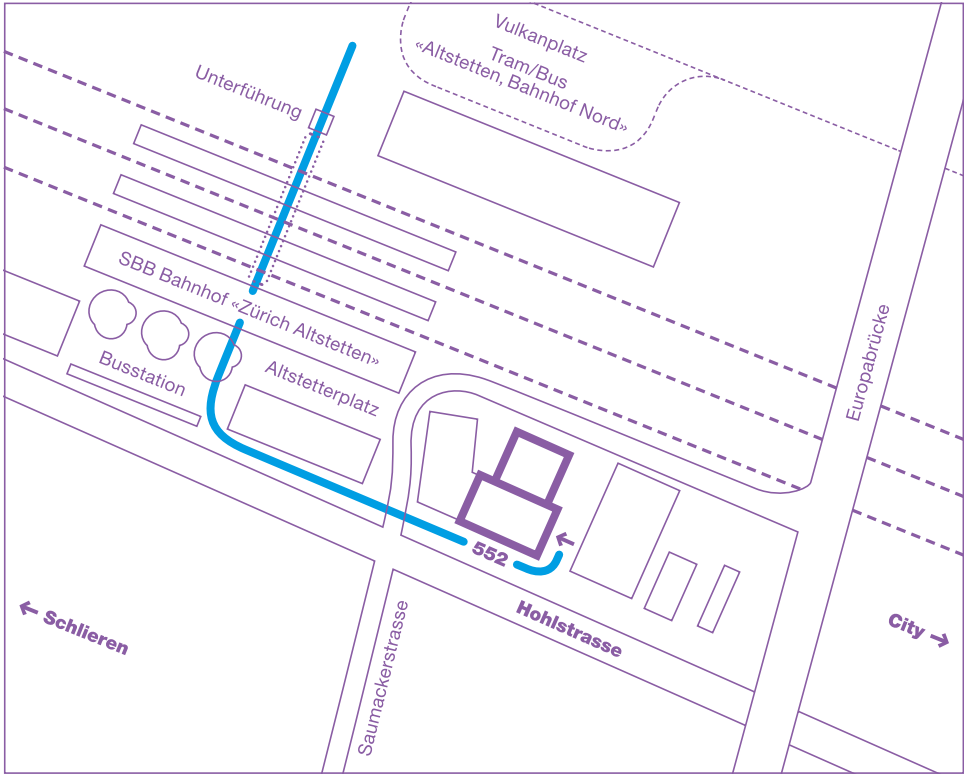 Vulkanplatz
Tram/Bus
«Altstetten, Bahnhof Nord»
Unterführung
SBB Bahnhof «Zürich Altstetten»
Busstation
Altstetterplatz
Europabrücke
552
Hohlstrasse
← Schlieren
City →
Saumackerstrasse